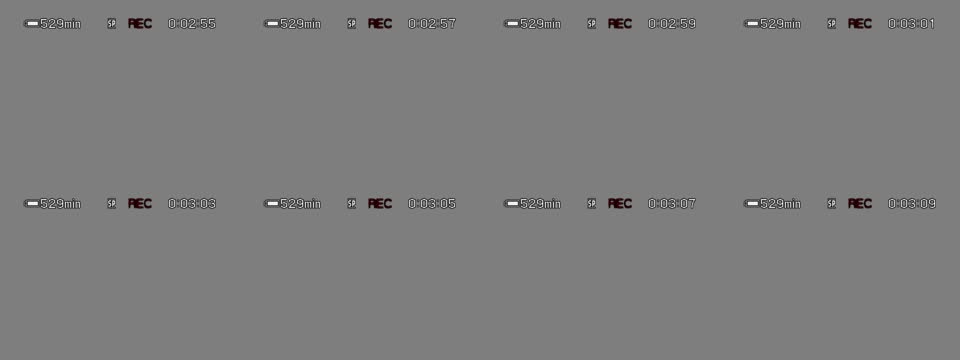 529min SP REC 0:02:55
529min SP REC 0:02:57
529min SP REC 0:02:59
529min SP REC 0:03:01
529min SP REC 0:03:03
529min SP REC 0:03:05
529min SP REC 0:03:07
529min SP REC 0:03:09